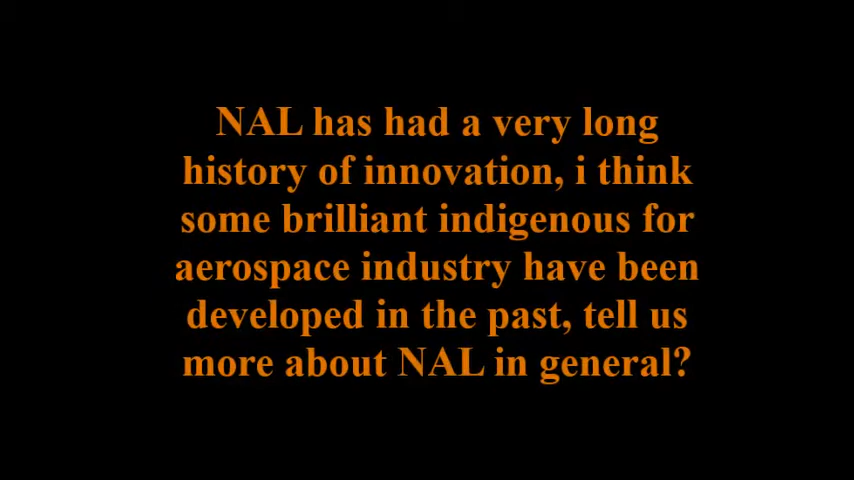 NAL has had a very long
history of innovation, i think
some brilliant indigenous for
aerospace industry have been
developed in the past, tell us
more about NAL in general?